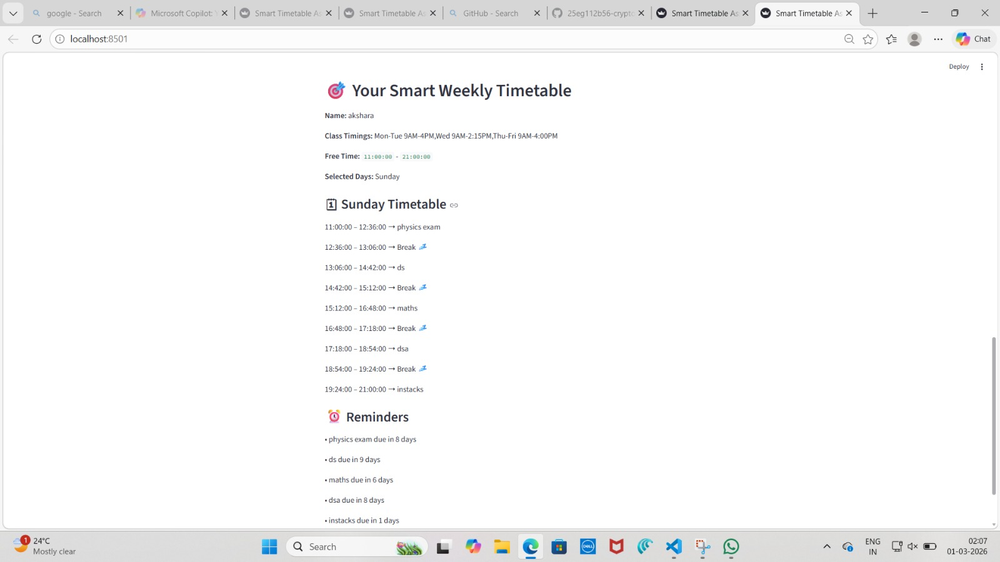 google - Search
Microsoft Copilot: Y
Smart Timetable As
Smart Timetable As
GitHub - Search
25eg112b56-crypto
Smart Timetable As
Smart Timetable As
localhost:8501
Chat
Deploy
Your Smart Weekly Timetable
Name: akshara
Class Timings: Mon-Tue 9AM-4PM,Wed 9AM-2:15PM,Thu-Fri 9AM-4:00PM
Free Time: 11:00:00 - 21:00:00
Selected Days: Sunday
Sunday Timetable
11:00:00 – 12:36:00 → physics exam
12:36:00 – 13:06:00 → Break 💤
13:06:00 – 14:42:00 → ds
14:42:00 – 15:12:00 → Break 💤
15:12:00 – 16:48:00 → maths
16:48:00 – 17:18:00 → Break 💤
17:18:00 – 18:54:00 → dsa
18:54:00 – 19:24:00 → Break 💤
19:24:00 – 21:00:00 → instacks
Reminders
• physics exam due in 8 days
• ds due in 9 days
• maths due in 6 days
• dsa due in 8 days
• instacks due in 1 days
1
24°C
Mostly clear
Search
DELL
ENG
IN
02:07
01-03-2026